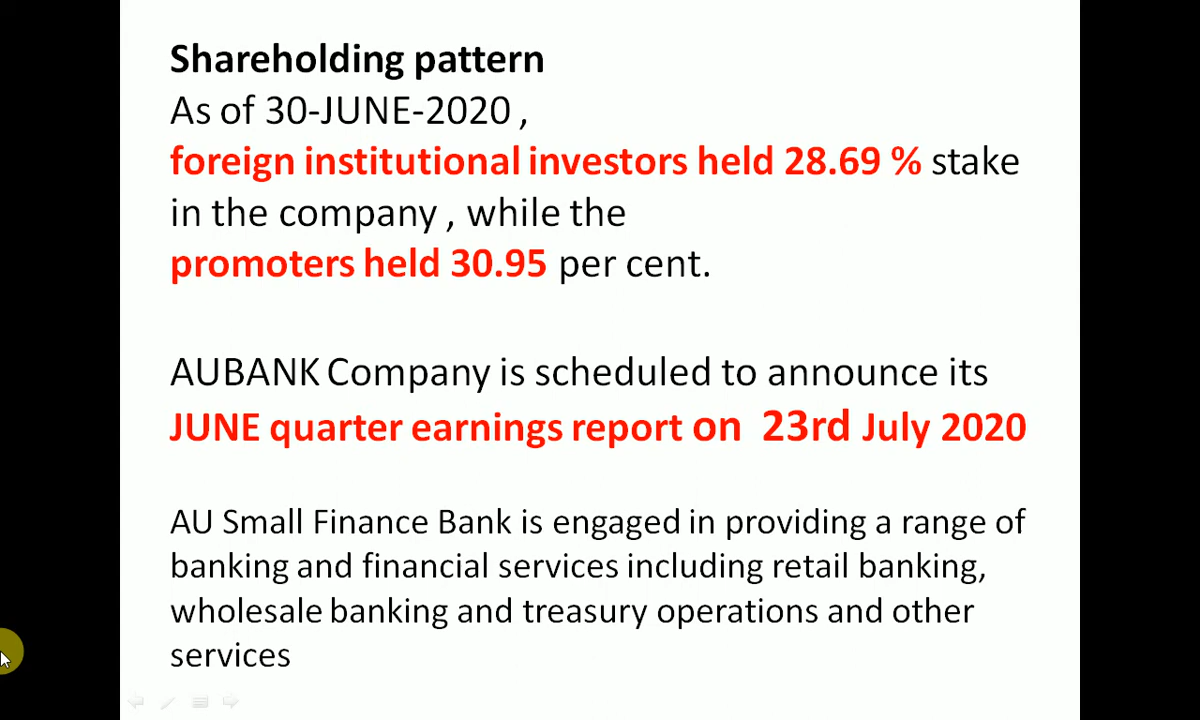 Shareholding pattern
As of 30-JUNE-2020 ,
foreign institutional investors held 28.69 % stake
in the company , while the
promoters held 30.95 per cent.
AUBANK Company is scheduled to announce its
JUNE quarter earnings report on 23rd July 2020
AU Small Finance Bank is engaged in providing a range of
banking and financial services including retail banking,
wholesale banking and treasury operations and other
services